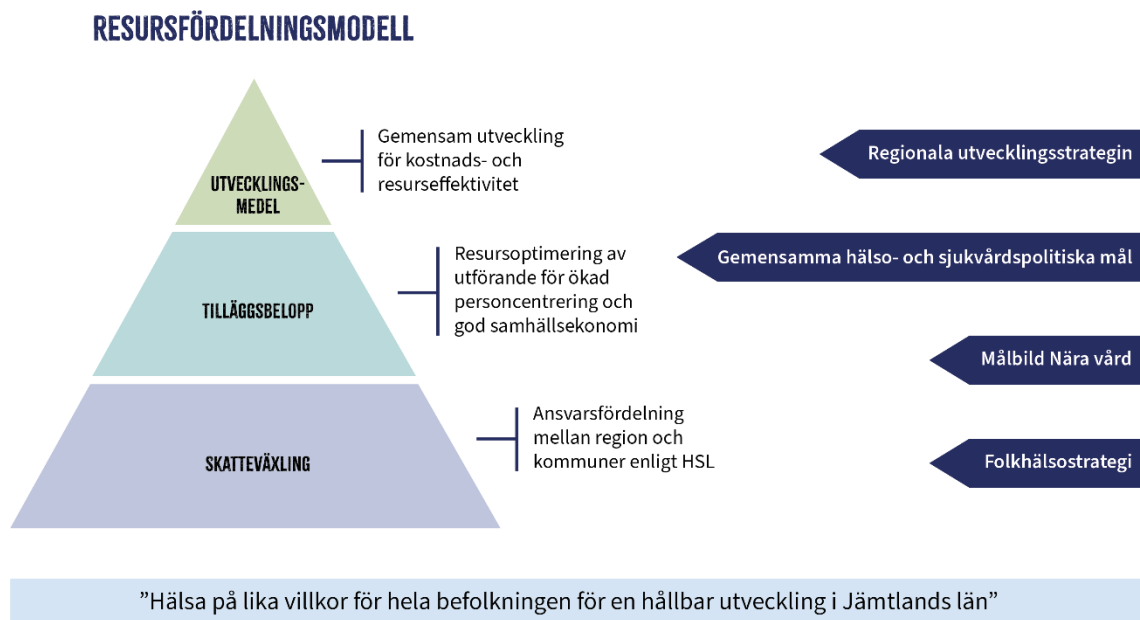 RESURSFÖRDELNINGSMODELL
UTVECKLINGS-
MEDEL
Gemensam utveckling
för kostnads- och
resurseffektivitet
Regionala utvecklingsstrategin
TILLÄGGSBELOPP
Resursoptimering av
utförande för ökad
personcentrering och
god samhällsekonomi
Gemensamma hälso- och sjukvårdspolitiska mål
Målbild Nära vård
SKATTEVÄXLING
Ansvarsfördelning
mellan region och
kommuner enligt HSL
Folkhälsostrategi
”Hälsa på lika villkor för hela befolkningen för en hållbar utveckling i Jämtlands län”